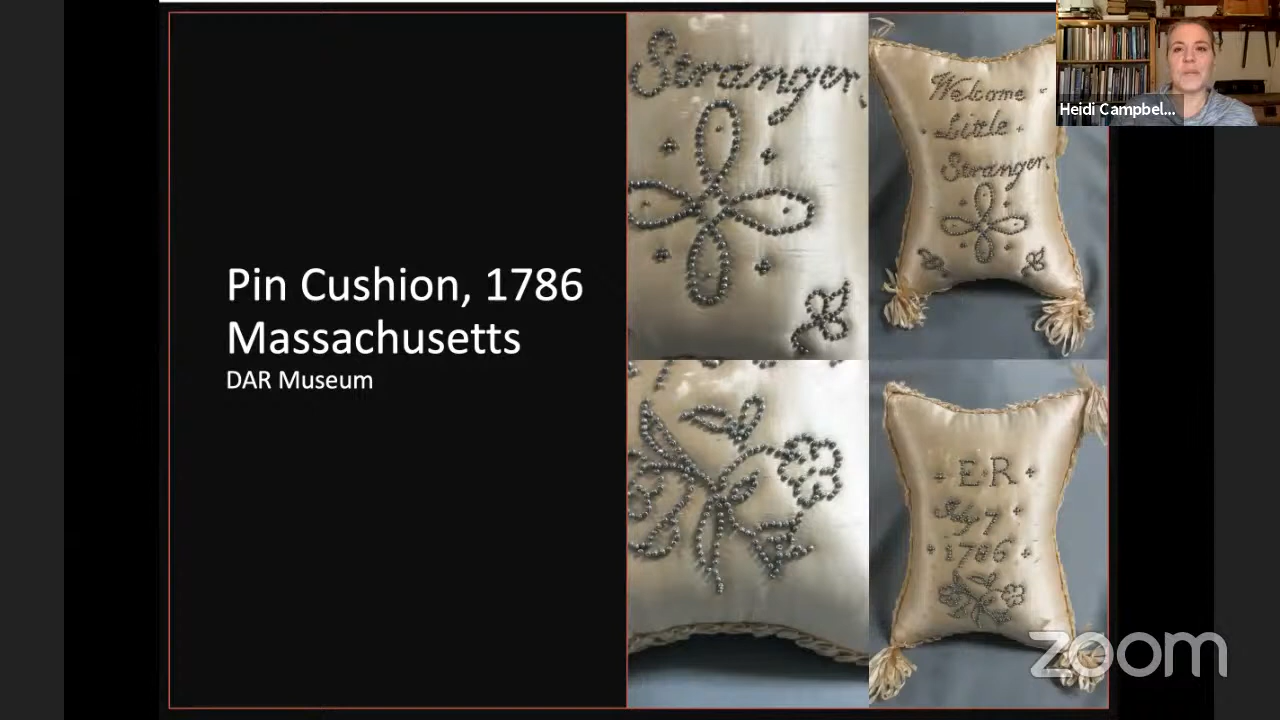 Pin Cushion, 1786
Massachusetts
DAR Museum
Stranger.
Welcome
Little
Stranger.
E R
1786
Heidi Campbel...
zoom